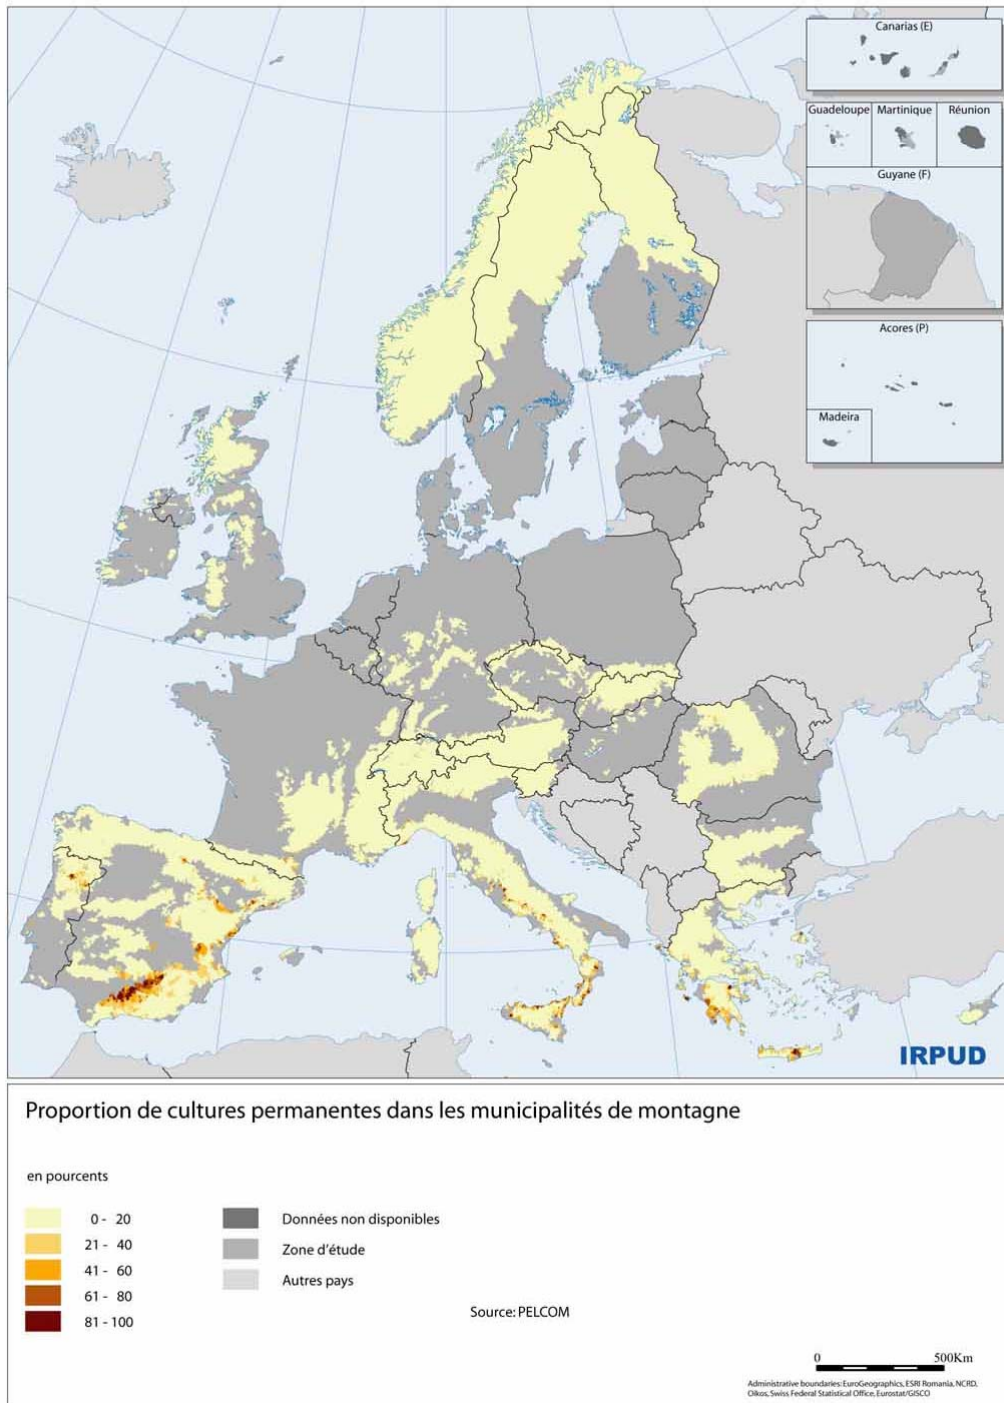 Canarias (E)
Guadeloupe
Martinique
Réunion
Guyane (F)
Acores (P)
Madeira
IRPUD
Proportion de cultures permanentes dans les municipalités de montagne
en pourcents
0 - 20
21 - 40
41 - 60
61 - 80
81 - 100
Données non disponibles
Zone d'étude
Autres pays
Source: PELCOM
0 500Km
Administrative boundaries: EuroGeographics, ESRI Romania, NCRD,
Oikos, Swiss Federal Statistical Office, Eurostat/GISCO